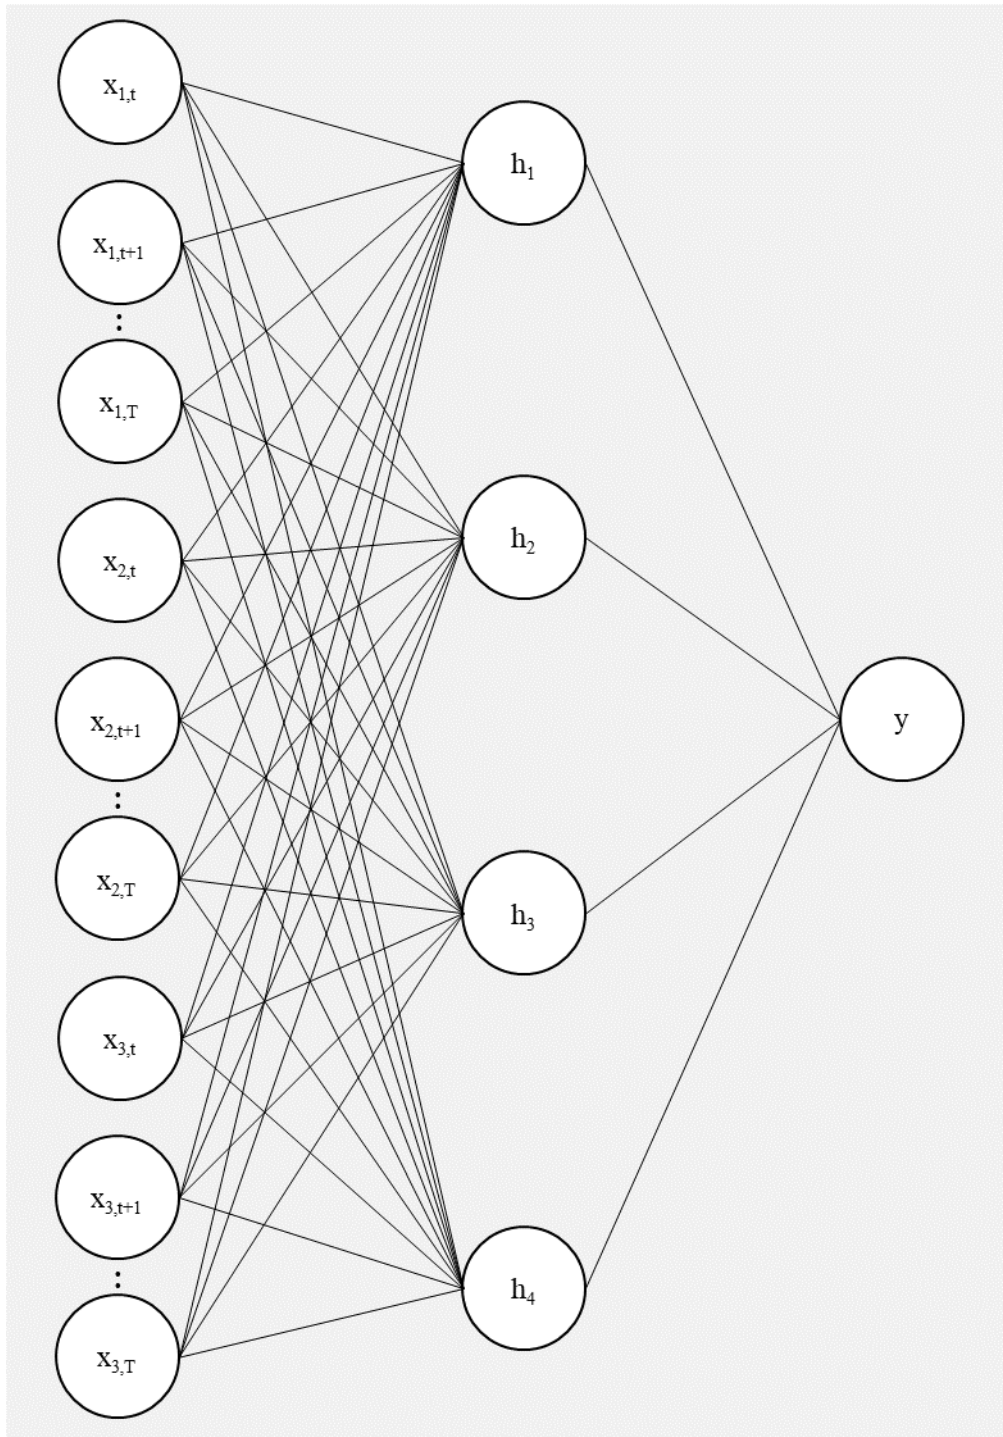 x1,t
x1,t+1
x1,T
x2,t
x2,t+1
x2,T
x3,t
x3,t+1
x3,T
h1
h2
h3
h4
y